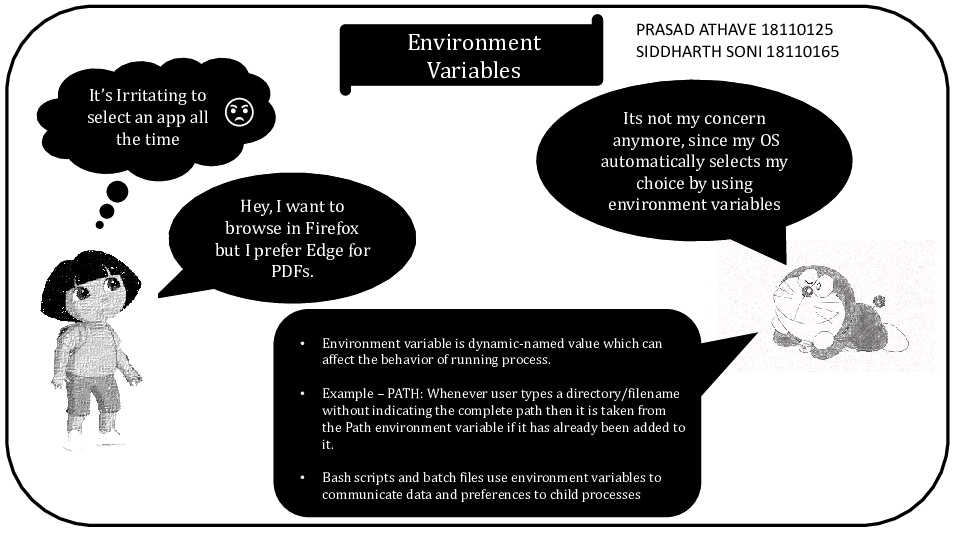 Environment
Variables
PRASAD ATHAVE 18110125
SIDDHARTH SONI 18110165
It's Irritating to
select an app all
the time
Its not my concern
anymore, since my OS
automatically selects my
choice by using
environment variables
Hey, I want to
browse in Firefox
but I prefer Edge for
PDFs.
• Environment variable is dynamic-named value which can
affect the behavior of running process.
• Example – PATH: Whenever user types a directory/filename
without indicating the complete path then it is taken from
the Path environment variable if it has already been added to
it.
• Bash scripts and batch files use environment variables to
communicate data and preferences to child processes